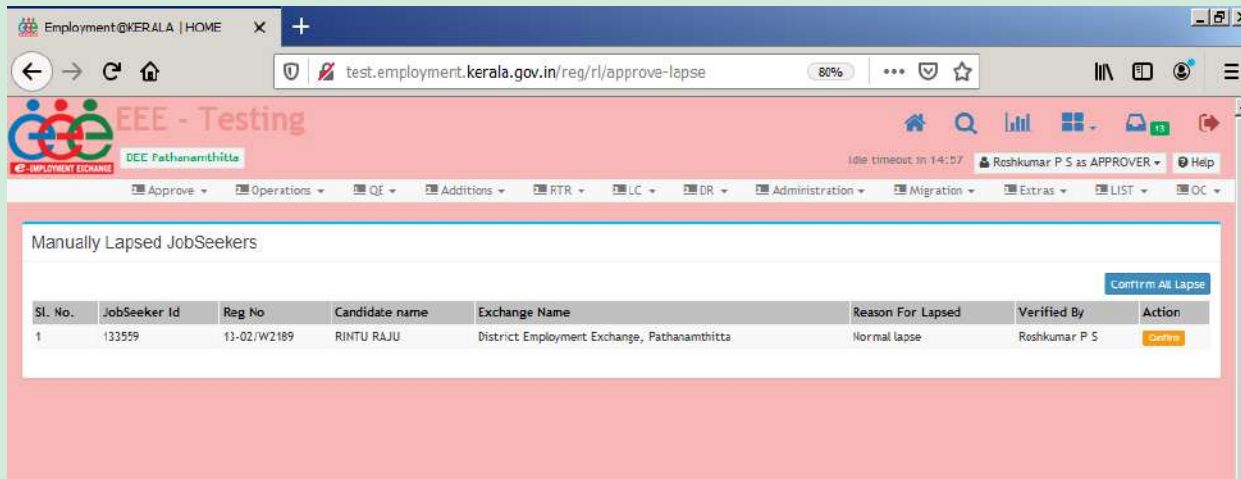 Employment@KERALA | HOME
test.employment.kerala.gov.in/reg/rl/approve-lapse 80%
EEE - Testing
13
e-EMPLOYMENT EXCHANGE
DEE Pathanamthitta
Idle timeout in 14:57 Roshkumar P S as APPROVER Help
Approve Operations QE Additions RTR LC DR Administration Migration Extras LIST OC
Manually Lapsed JobSeekers
Confirm All Lapse
Sl. No. JobSeeker Id Reg No Candidate name Exchange Name Reason For Lapsed Verified By Action
1 133559 13-02/W2189 RINTU RAJU District Employment Exchange, Pathanamthitta Normal lapse Roshkumar P S Confirm